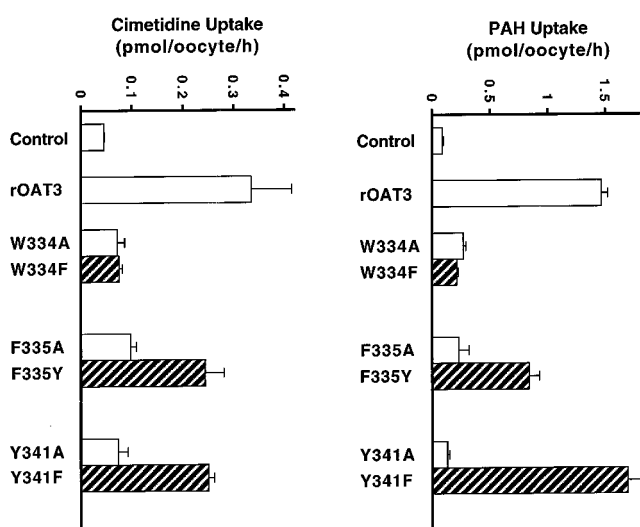 Cimetidine Uptake
(pmol/oocyte/h)
0
0.1
0.2
0.3
0.4
Control
rOAT3
W334A
W334F
F335A
F335Y
Y341A
Y341F
PAH Uptake
(pmol/oocyte/h)
0
0.5
1
1.5
Control
rOAT3
W334A
W334F
F335A
F335Y
Y341A
Y341F